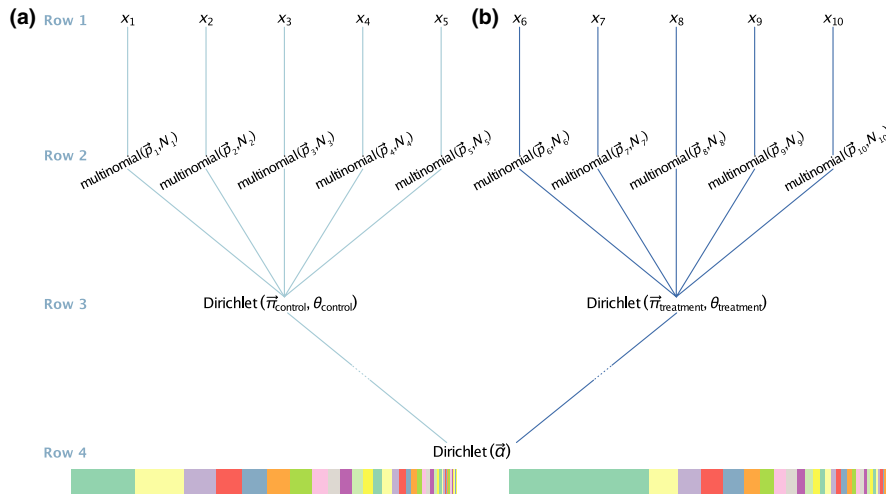 (a) Row 1 x1 x2 x3 x4 x5 (b) x6 x7 x8 x9 x10
Row 2 multinomial(p⃗1,N1) multinomial(p⃗2,N2) multinomial(p⃗3,N3) multinomial(p⃗4,N4) multinomial(p⃗5,N5) multinomial(p⃗6,N6) multinomial(p⃗7,N7) multinomial(p⃗8,N8) multinomial(p⃗9,N9) multinomial(p⃗10,N10)
Row 3 Dirichlet(π⃗control, θcontrol) Dirichlet(π⃗treatment, θtreatment)
Row 4 Dirichlet(α⃗)